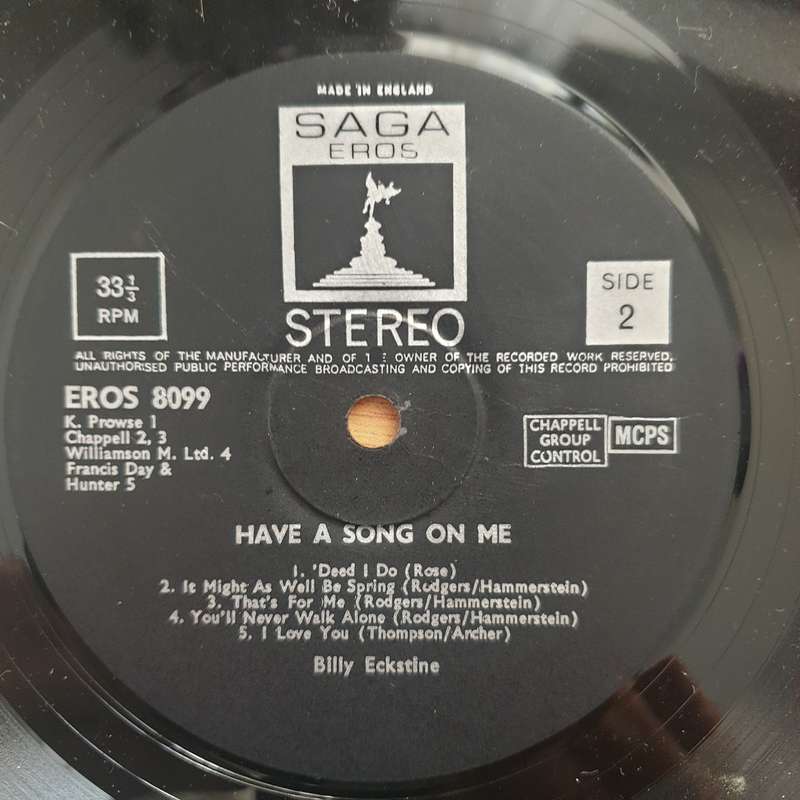 MADE IN ENGLAND
SAGA
EROS
33⅓
RPM
SIDE
2
STEREO
ALL RIGHTS OF THE MANUFACTURER AND OF THE OWNER OF THE RECORDED WORK RESERVED.
UNAUTHORISED PUBLIC PERFORMANCE BROADCASTING AND COPYING OF THIS RECORD PROHIBITED
EROS 8099
K. Prowse 1
Chappell 2, 3
Williamson M. Ltd. 4
Francis Day &
Hunter 5
CHAPPELL
GROUP
CONTROL
MCPS
HAVE A SONG ON ME
1. 'Deed I Do (Rose)
2. It Might As Well Be Spring (Rodgers/Hammerstein)
3. That's For Me (Rodgers/Hammerstein)
4. You'll Never Walk Alone (Rodgers/Hammerstein)
5. I Love You (Thompson/Archer)
Billy Eckstine